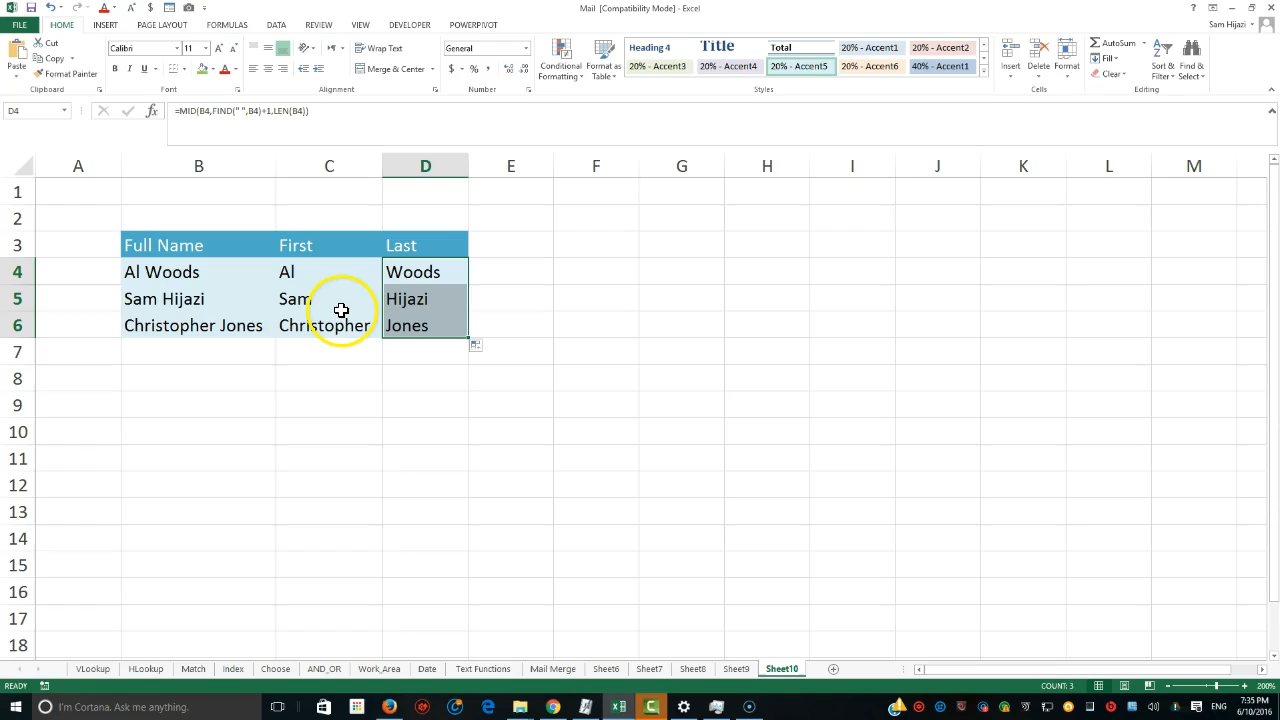 Mail [Compatibility Mode] - Excel
FILE HOME INSERT PAGE LAYOUT FORMULAS DATA REVIEW VIEW DEVELOPER POWERPIVOT Sam Hijazi
Paste Cut Copy Format Painter
Clipboard
Calibri 11
B I U
Font
Wrap Text
Merge & Center
Alignment
General
$ % ,
Number
Conditional Formatting Format as Table
Heading 4 Title Total 20% - Accent1 20% - Accent2
20% - Accent3 20% - Accent4 20% - Accent5 20% - Accent6 40% - Accent1
Styles
Insert Delete Format
Cells
AutoSum Fill Clear Sort & Filter Find & Select
Editing
D4 fx =MID(B4,FIND(" ",B4)+1,LEN(B4))
A B C D E F G H I J K L M
1
2
3 Full Name First Last
4 Al Woods Al Woods
5 Sam Hijazi Sam Hijazi
6 Christopher Jones Christopher Jones
7
8
9
10
11
12
13
14
15
16
17
18
VLookup HLookup Match Index Choose AND_OR Work_Area Date Text Functions Mail Merge Sheet6 Sheet7 Sheet8 Sheet9 Sheet10
READY COUNT: 3 200%
I'm Cortana. Ask me anything. ENG 7:35 PM
6/10/2016